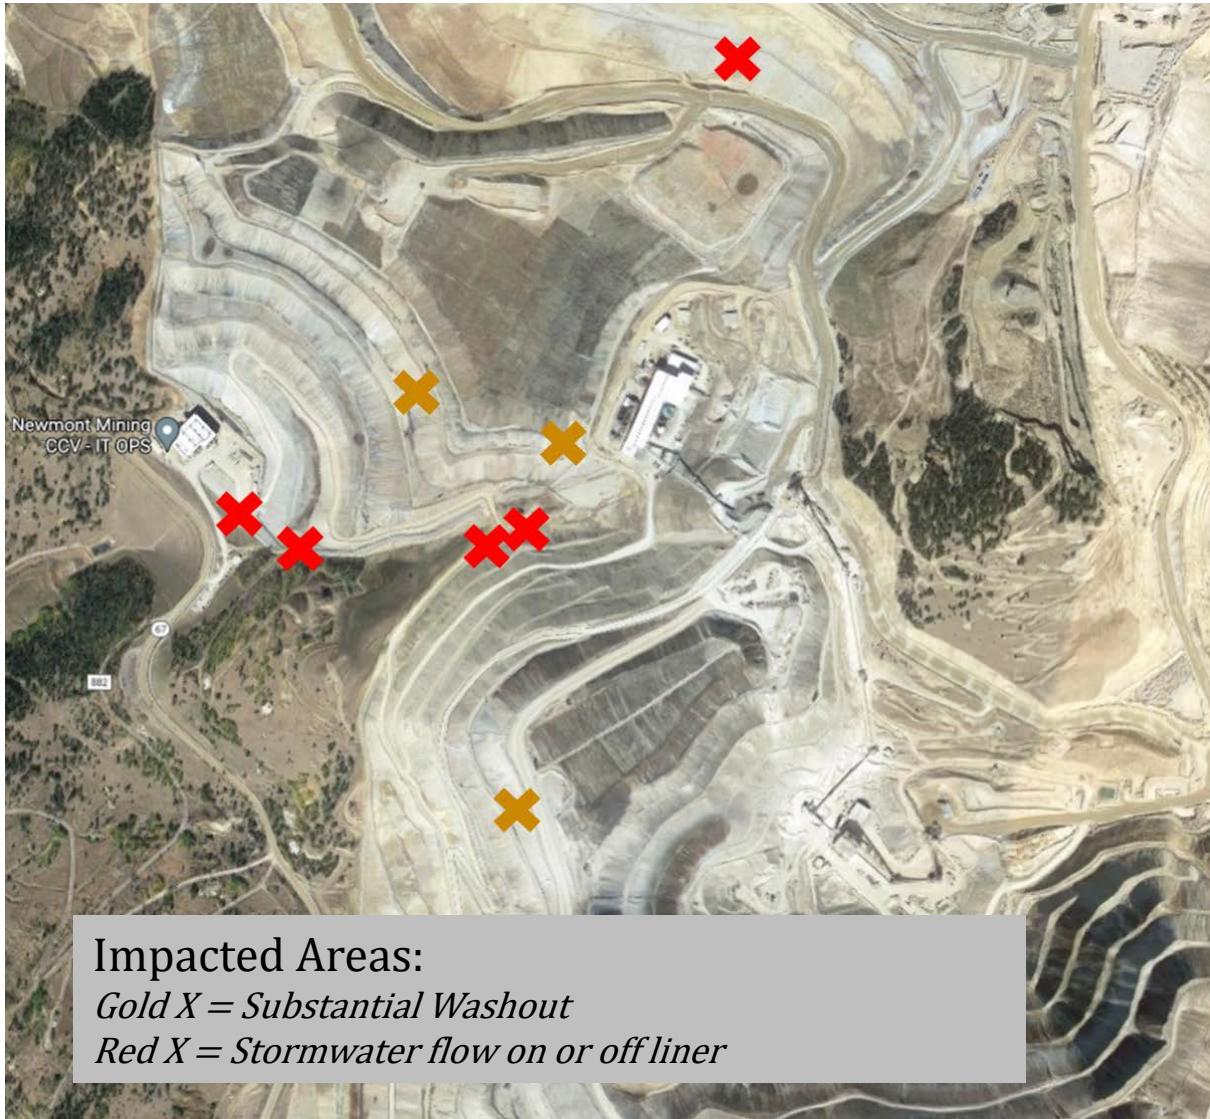 Newmont Mining
CCV - IT OPS
67
882
Impacted Areas:
Gold X = Substantial Washout
Red X = Stormwater flow on or off liner